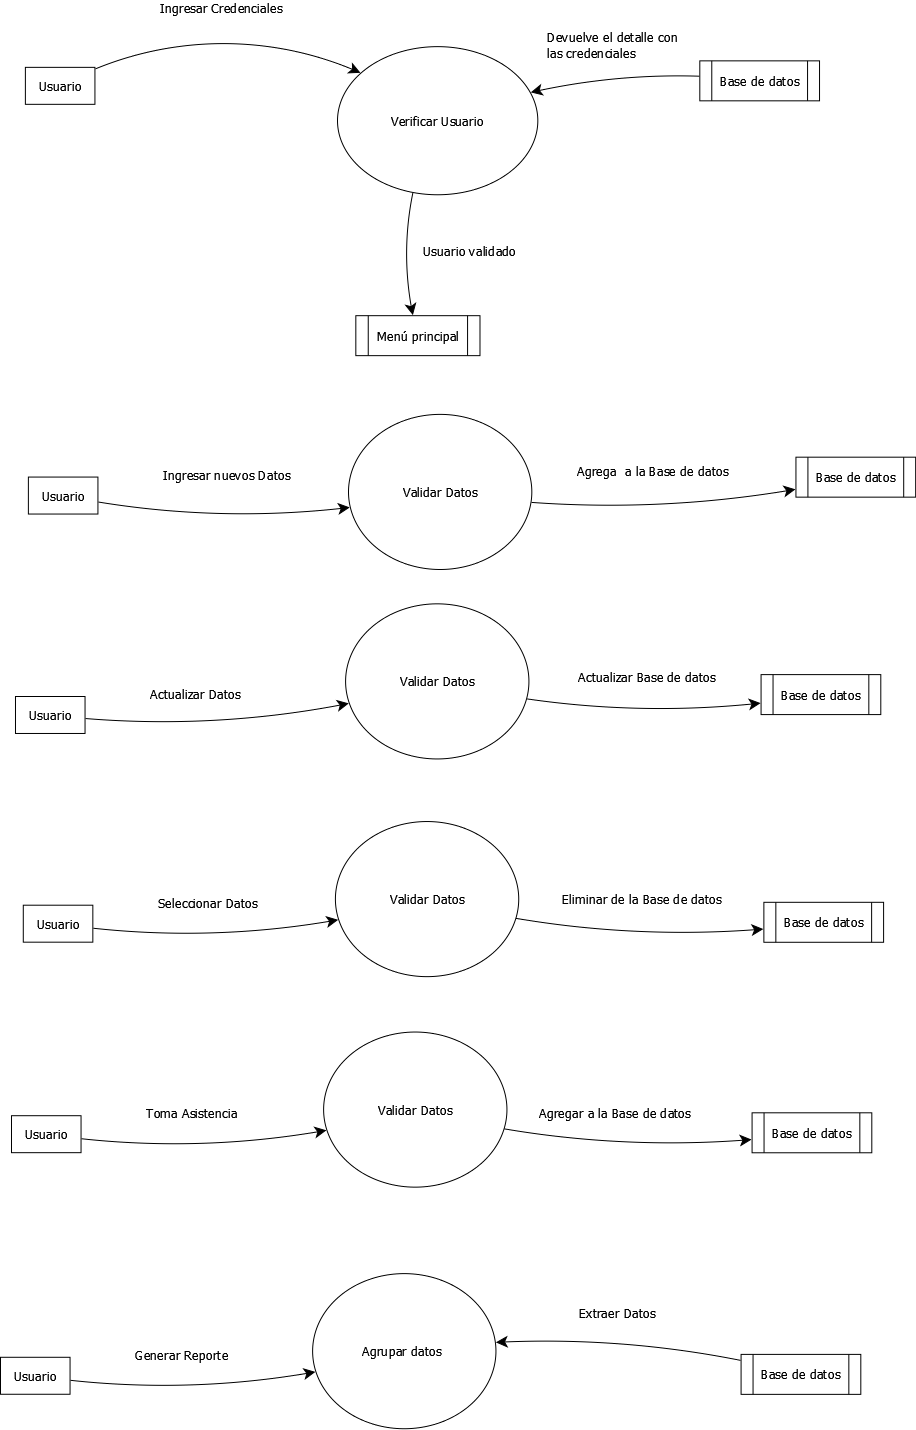 Ingresar Credenciales
Devuelve el detalle con
las credenciales
Usuario
Base de datos
Verificar Usuario
Usuario validado
Menú principal
Ingresar nuevos Datos
Agrega  a la Base de datos
Usuario
Validar Datos
Base de datos
Actualizar Datos
Actualizar Base de datos
Usuario
Validar Datos
Base de datos
Seleccionar Datos
Eliminar de la Base de datos
Usuario
Validar Datos
Base de datos
Toma Asistencia
Agregar a la Base de datos
Usuario
Validar Datos
Base de datos
Extraer Datos
Generar Reporte
Agrupar datos
Usuario
Base de datos